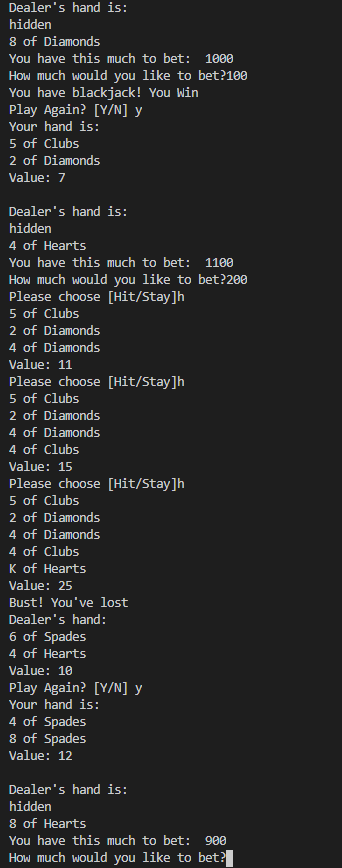 Dealer's hand is:
hidden
8 of Diamonds
You have this much to bet:  1000
How much would you like to bet?100
You have blackjack! You Win
Play Again? [Y/N] y
Your hand is:
5 of Clubs
2 of Diamonds
Value: 7
Dealer's hand is:
hidden
4 of Hearts
You have this much to bet:  1100
How much would you like to bet?200
Please choose [Hit/Stay]h
5 of Clubs
2 of Diamonds
4 of Diamonds
Value: 11
Please choose [Hit/Stay]h
5 of Clubs
2 of Diamonds
4 of Diamonds
4 of Clubs
Value: 15
Please choose [Hit/Stay]h
5 of Clubs
2 of Diamonds
4 of Diamonds
4 of Clubs
K of Hearts
Value: 25
Bust! You've lost
Dealer's hand:
6 of Spades
4 of Hearts
Value: 10
Play Again? [Y/N] y
Your hand is:
4 of Spades
8 of Spades
Value: 12
Dealer's hand is:
hidden
8 of Hearts
You have this much to bet:  900
How much would you like to bet?